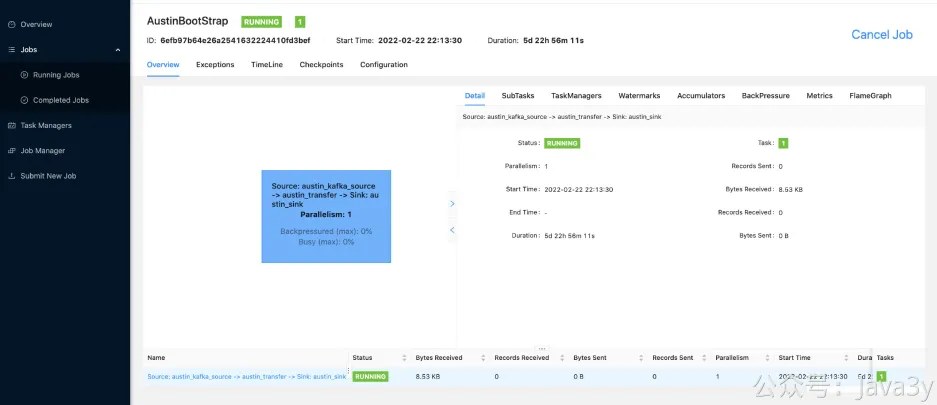 Overview
Jobs
Running Jobs
Completed Jobs
Task Managers
Job Manager
Submit New Job
AustinBootStrap RUNNING 1
ID: 6efb97b64e26a2541632224410fd3bef Start Time: 2022-02-22 22:13:30 Duration: 5d 22h 56m 11s
Cancel Job
Overview Exceptions TimeLine Checkpoints Configuration
Source: austin_kafka_source
-> austin_transfer -> Sink: au
stin_sink
Parallelism: 1
Backpressured (max): 0%
Busy (max): 0%
Detail SubTasks TaskManagers Watermarks Accumulators BackPressure Metrics FlameGraph
Source: austin_kafka_source -> austin_transfer -> Sink: austin_sink
Status: RUNNING Task: 1
Parallelism: 1 Records Sent: 0
Start Time: 2022-02-22 22:13:30 Bytes Received: 8.53 KB
End Time: - Records Received: 0
Duration: 5d 22h 56m 11s Bytes Sent: 0 B
Name Status Bytes Received Records Received Bytes Sent Records Sent Parallelism Start Time Dura Tasks
Source: austin_kafka_source -> austin_transfer -> Sink: austin_sink RUNNING 8.53 KB 0 0 B 0 1 2022-02-22 22:13:30 5d 2 1
公众号：Java3y